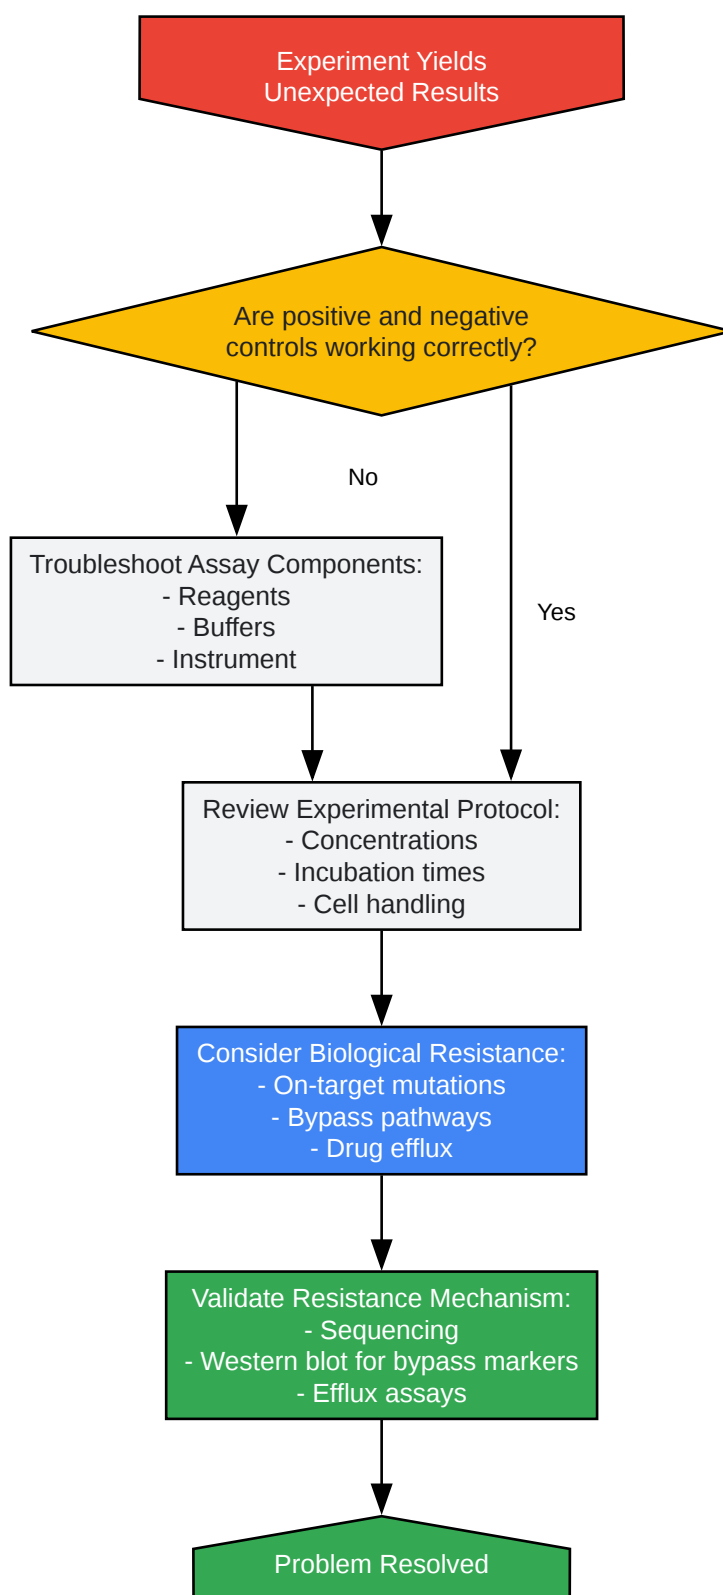 Experiment Yields
Unexpected Results
Are positive and negative
controls working correctly?
No
Troubleshoot Assay Components:
- Reagents
- Buffers
- Instrument
Yes
Review Experimental Protocol:
- Concentrations
- Incubation times
- Cell handling
Consider Biological Resistance:
- On-target mutations
- Bypass pathways
- Drug efflux
Validate Resistance Mechanism:
- Sequencing
- Western blot for bypass markers
- Efflux assays
Problem Resolved